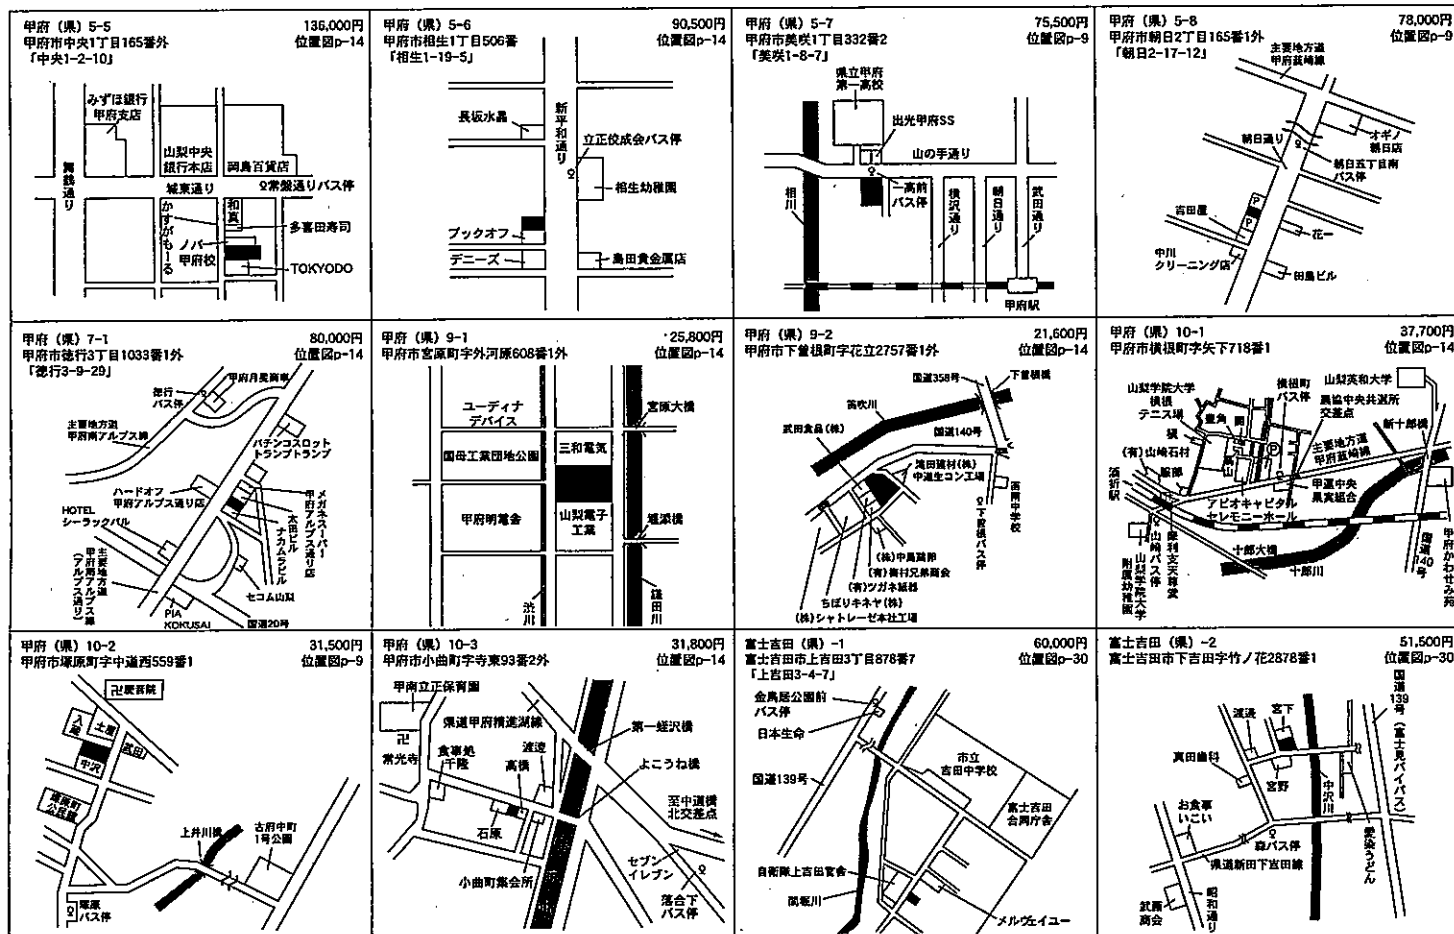 甲府（県）5-5
136,000円
甲府市中央1丁目165番外
位置図p-14
「中央1-2-10」
みずほ銀行
甲府支店
山梨中央
銀行本店
岡島百貨店
城東通り
常盤通りバス停
かすがもーる
和真
多喜田寿司
ノバ
甲府校
TOKYODO
甲府（県）5-6
90,500円
甲府市相生1丁目506番
位置図p-14
「相生1-19-5」
長坂水晶
新平和通り
立正佼成会バス停
相生幼稚園
ブックオフ
デニーズ
島田貴金属店
甲府（県）5-7
75,500円
甲府市美咲1丁目332番2
位置図p-9
「美咲1-8-7」
県立甲府
第一高校
出光甲府SS
山の手通り
一高前
バス停
相川
横沢通り
朝日通り
武田通り
甲府駅
甲府（県）5-8
78,000円
甲府市朝日2丁目165番1外
位置図p-9
「朝日2-17-12」
主要地方道
甲府韮崎線
オギノ
朝日店
朝日通り
朝日五丁目南
バス停
P
吉田屋
P
花一
中川
クリーニング店
田島ビル
甲府（県）7-1
80,000円
甲府市徳行3丁目1033番1外
位置図p-14
「徳行3-9-29」
甲府月星商事
徳行
バス停
主要地方道
甲府南アルプス線
パチンコスロット
トランプトランプ
ハードオフ
甲府アルプス通り店
メガネスーパー
甲府アルプス通り店
太田ビル
ナカムラビル
HOTEL
シーラックパル
セコム山梨
主要地方道
甲府南アルプス線
（アルプス通り）
PIA
KOKUSAI
国道20号
甲府（県）9-1
25,800円
甲府市宮原町字外河原608番1外
位置図p-14
ユーディナ
デバイス
宮原大橋
国母工業団地公園
三和電気
甲府明電舎
山梨電子
工業
堰添橋
渋川
鎌田川
甲府（県）9-2
21,600円
甲府市下曽根町字花立2757番1外
位置図p-14
国道358号
下曽根橋
笛吹川
武田食品(株)
国道140号
滝田建材(株)
中道生コン工場
笛南中学校
下曽根バス停
(株)中島建設
(有)梅村兄弟商会
(有)ツガネ紙器
ちぼりキネヤ(株)
(株)シャトレーゼ本社工場
甲府（県）10-1
37,700円
甲府市横根町字矢下718番1
位置図p-14
山梨学院大学
横根
テニス場
横根町
バス停
山梨英和大学
農協中央共選所
交差点
新十郎橋
(有)山崎石材
服部
主要地方道
甲府韮崎線
甲運中央
果実組合
酒折駅
アピオキャピタル
セレモニーホール
摩利支天尊堂
山崎バス停
山梨学院大学
附属幼稚園
十郎大橋
十郎川
国道140号
甲府かわせみ苑
甲府（県）10-2
31,500円
甲府市塚原町字中道西559番1
位置図p-9
土屋
武田
中沢
塚原町
公民館
上井川橋
古府中町
1号公園
塚原
バス停
甲府（県）10-3
31,800円
甲府市小曲町字寺東93番2外
位置図p-14
甲南立正保育園
県道甲府精進湖線
常光寺
食事処
千隆
渡辺
高橋
第一蛭沢橋
よこうね橋
石原
至中道橋
北交差点
小曲町集会所
セブン
イレブン
落合下
バス停
富士吉田（県）-1
60,000円
富士吉田市上吉田3丁目878番7
位置図p-30
「上吉田3-4-7」
金鳥居公園前
バス停
日本生命
国道139号
市立
吉田中学校
富士吉田
合同庁舎
自衛隊上吉田官舎
間堀川
メルヴェイユー
富士吉田（県）-2
51,500円
富士吉田市下吉田字竹ノ花2878番1
位置図p-30
国道139号（富士見バイパス）
渡辺
宮下
真田歯科
宮野
中沢川
お食事
いこい
森バス停
県道新田下吉田線
愛染うどん
武藤
商会
昭和通り